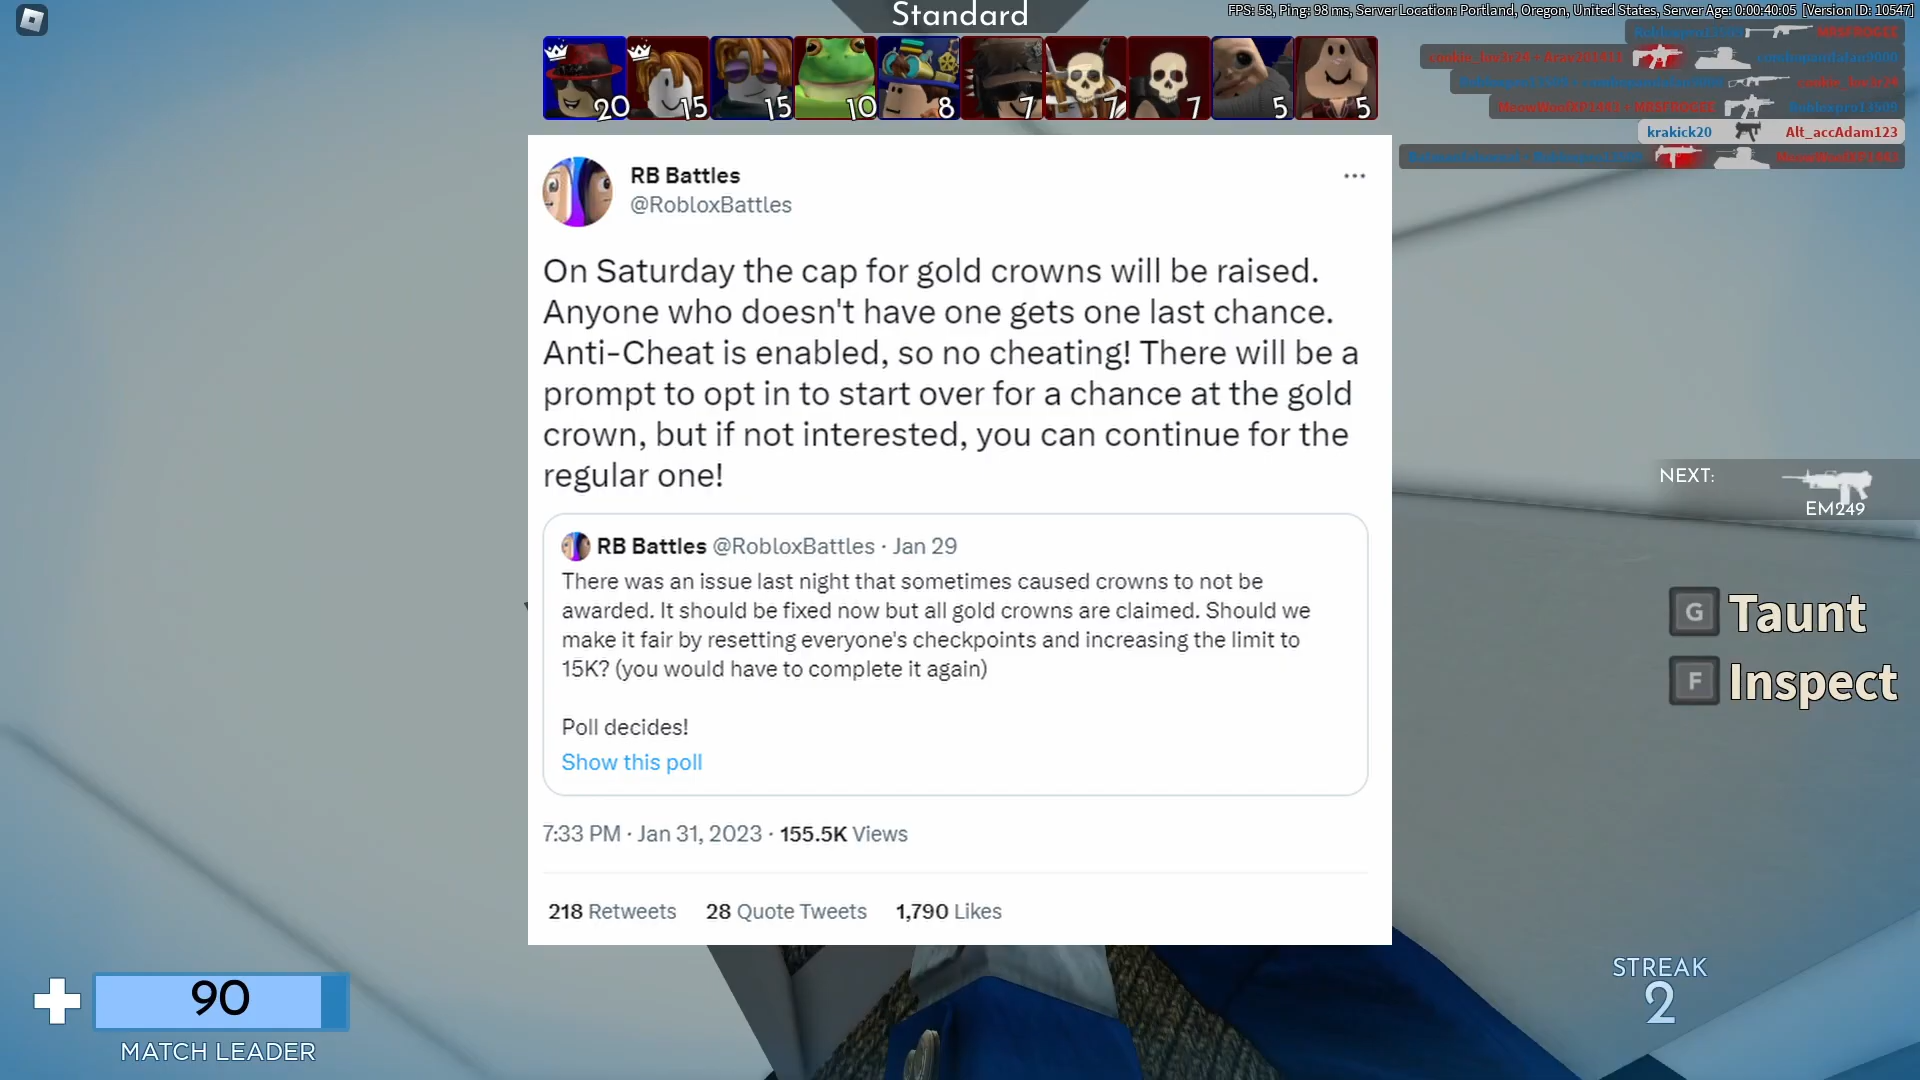 Standard
FPS: 58, Ping: 98 ms, Server Location: Portland, Oregon, United States, Server Age: 0:00:40:05 [Version ID: 10547]
20 15 15 10 8 7 7 7 5 5
MRSFROGEE
krakick20 Alt_accAdam123
RB Battles
@RobloxBattles
On Saturday the cap for gold crowns will be raised.
Anyone who doesn't have one gets one last chance.
Anti-Cheat is enabled, so no cheating! There will be a
prompt to opt in to start over for a chance at the gold
crown, but if not interested, you can continue for the
regular one!
RB Battles @RobloxBattles · Jan 29
There was an issue last night that sometimes caused crowns to not be
awarded. It should be fixed now but all gold crowns are claimed. Should we
make it fair by resetting everyone's checkpoints and increasing the limit to
15K? (you would have to complete it again)
Poll decides!
Show this poll
7:33 PM · Jan 31, 2023 · 155.5K Views
218 Retweets 28 Quote Tweets 1,790 Likes
NEXT:
EM249
G Taunt
F Inspect
STREAK
2
90
MATCH LEADER